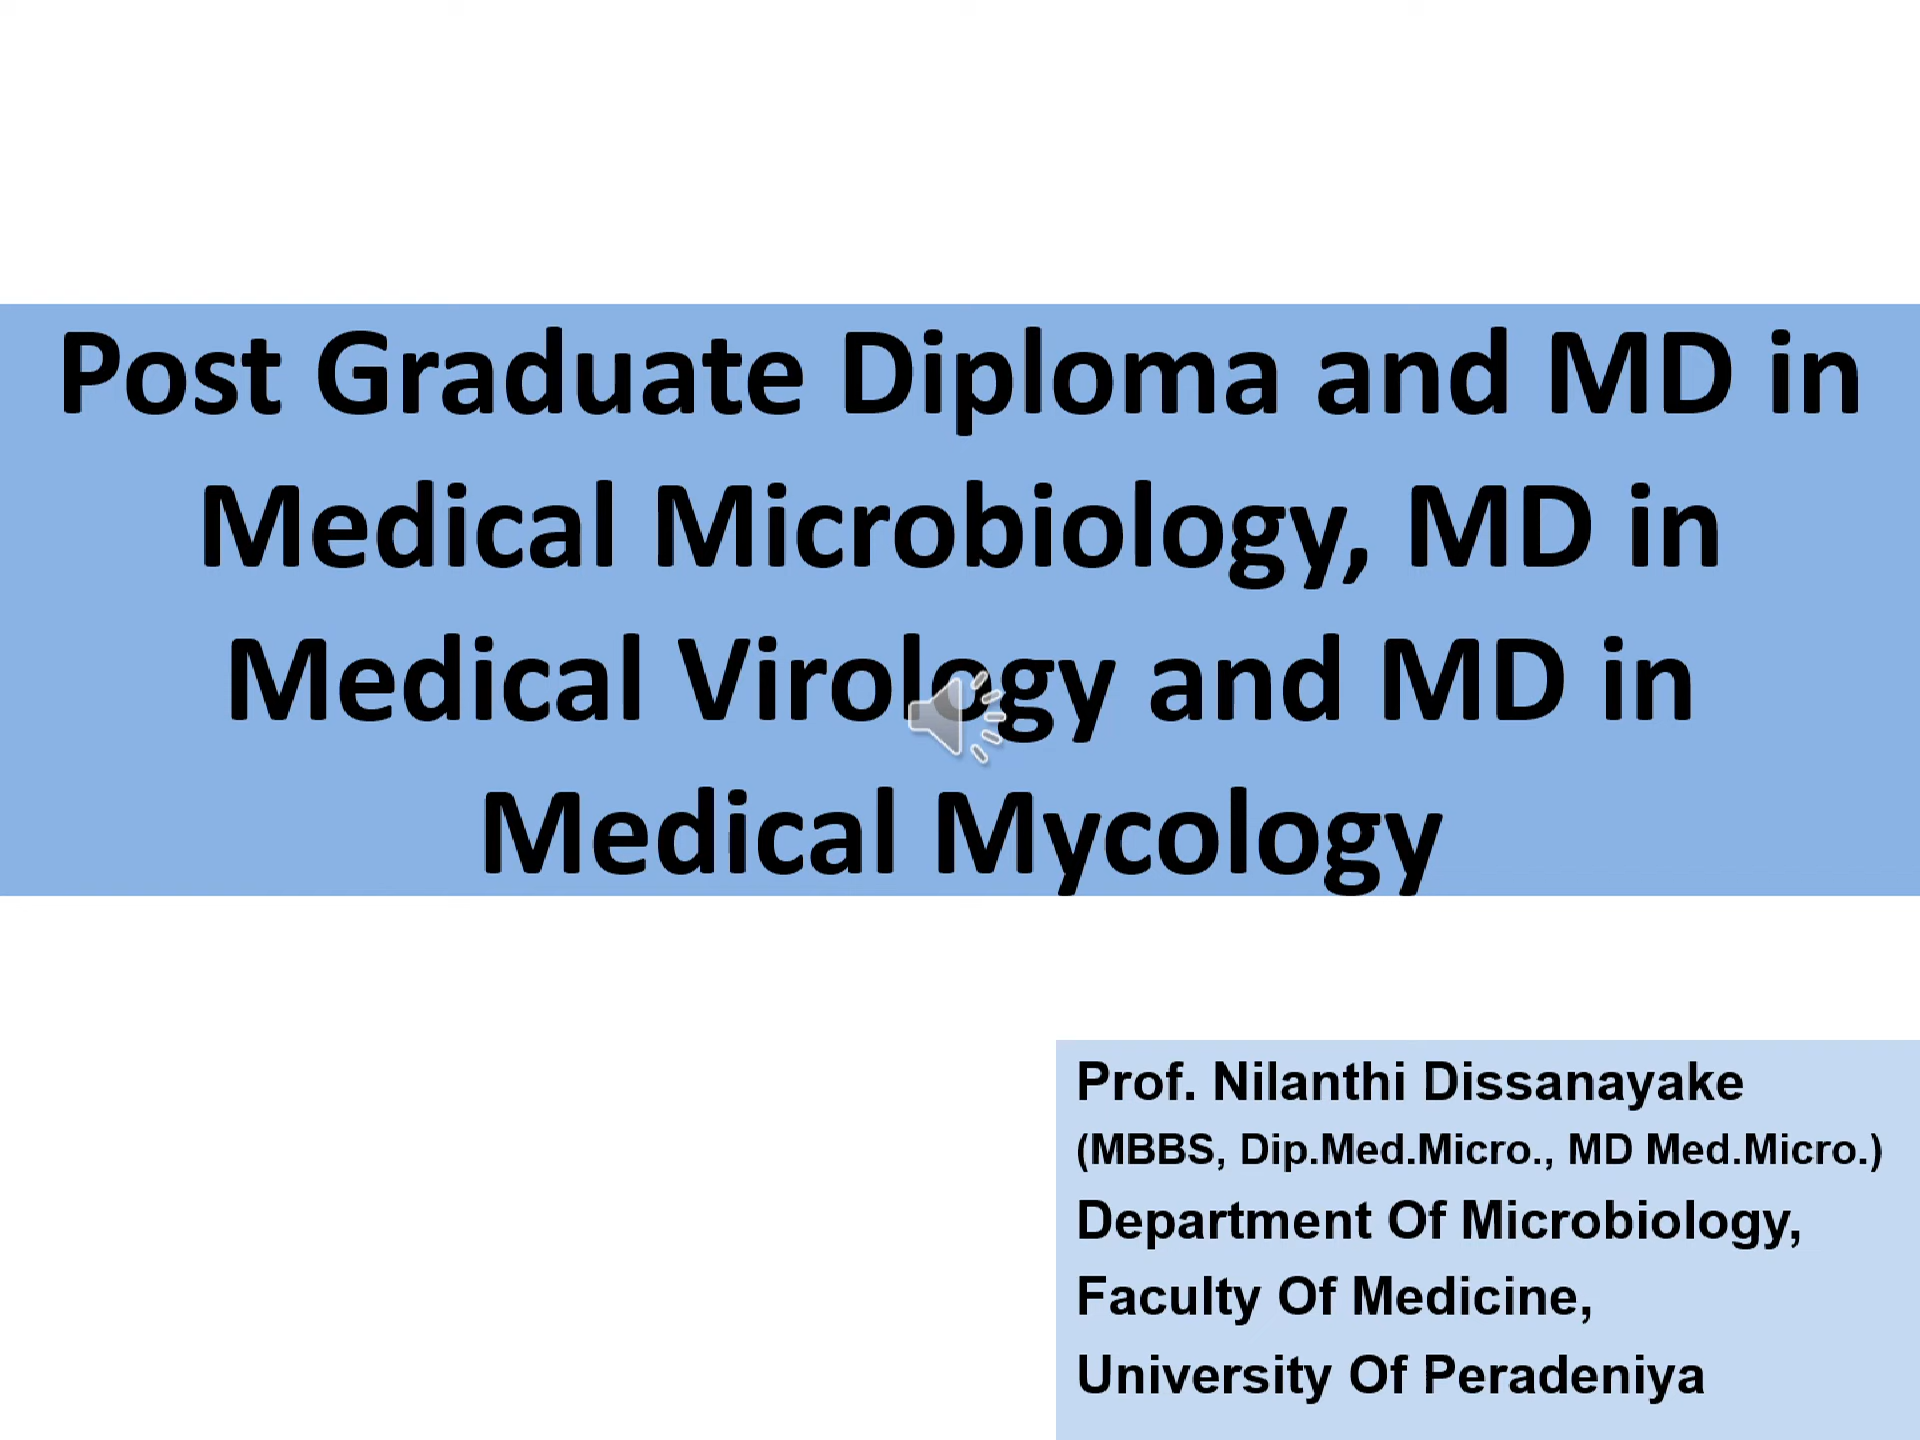 Post Graduate Diploma and MD in
Medical Microbiology, MD in
Medical Virology and MD in
Medical Mycology
Prof. Nilanthi Dissanayake
(MBBS, Dip.Med.Micro., MD Med.Micro.)
Department Of Microbiology,
Faculty Of Medicine,
University Of Peradeniya